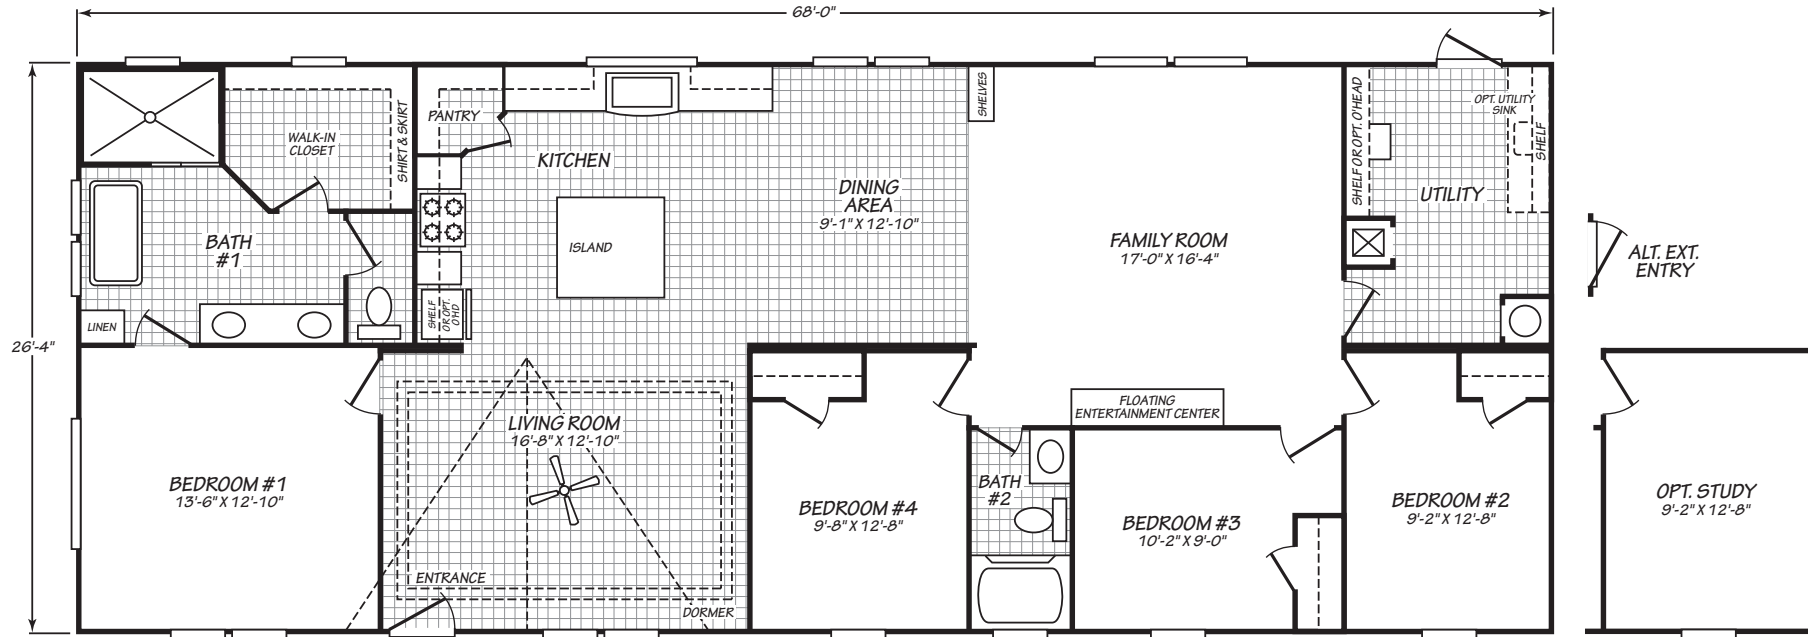 68'-0"
26'-4"
WALK-IN
CLOSET
SHIRT & SKIRT
PANTRY
KITCHEN
DINING
AREA
9'-1" X 12'-10"
SHELVES
ISLAND
SHELF
OR OPT.
O'HD
BATH
#1
LINEN
FAMILY ROOM
17'-0" X 16'-4"
SHELF OR OPT. O'HEAD
OPT. UTILITY
SINK
SHELF
UTILITY
ALT. EXT.
ENTRY
BEDROOM #1
13'-6" X 12'-10"
LIVING ROOM
16'-8" X 12'-10"
ENTRANCE
DORMER
BEDROOM #4
9'-8" X 12'-8"
BATH
#2
FLOATING
ENTERTAINMENT CENTER
BEDROOM #3
10'-2" X 9'-0"
BEDROOM #2
9'-2" X 12'-8"
OPT. STUDY
9'-2" X 12'-8"